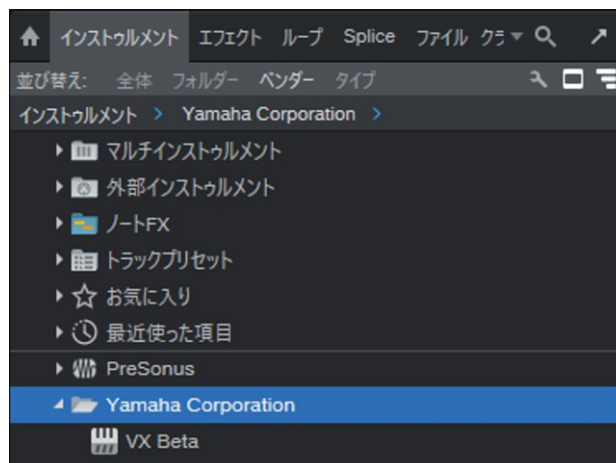 インストゥルメント エフェクト ループ Splice ファイル クラ
並び替え: 全体 フォルダー ベンダー タイプ
インストゥルメント > Yamaha Corporation >
マルチインストゥルメント
外部インストゥルメント
ノートFX
トラックプリセット
お気に入り
最近使った項目
PreSonus
Yamaha Corporation
VX Beta